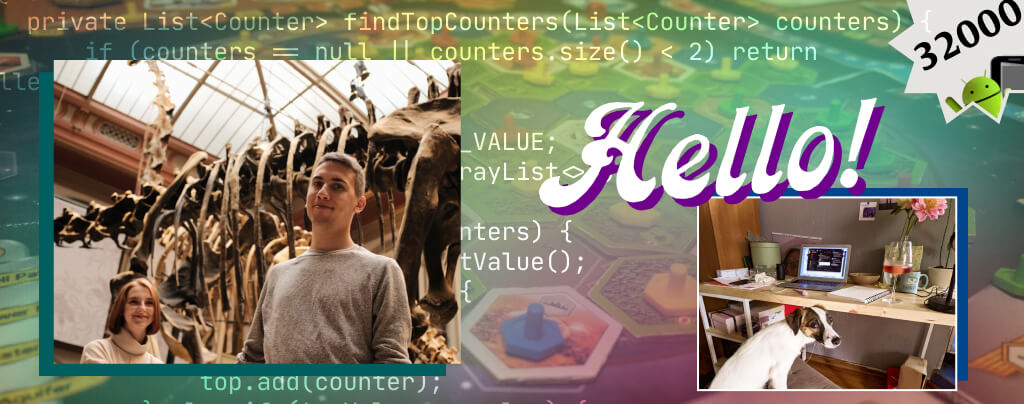 private List<Counter> findTopCounters(List<Counter> counters) {
if (counters == null || counters.size() < 2) return
32000
_VALUE;
rayList<>
Hello!
nters) {
tValue();
{
top.add(counter);